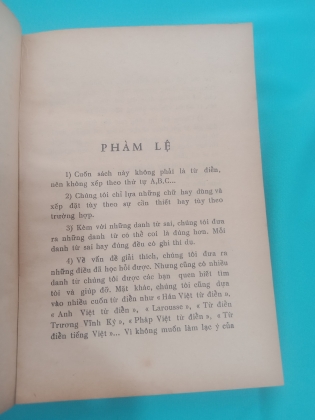 PHÀM LỆ
1) Cuốn sách này không phải là từ điển,
nên không xếp theo thứ tự A,B,C...
2) Chúng tôi chỉ lựa những chữ hay dùng và
xếp đặt tùy theo sự cần thiết hay tùy theo
trường hợp.
3) Kèm với những danh từ sai, chúng tôi đưa
ra những danh từ có thể coi là đúng hơn. Mỗi
danh từ sai hay đúng đều có ghi thí dụ.
4) Về vấn đề giải thích, chúng tôi đưa ra
những điều đã học hỏi được. Nhưng cũng có nhiều
danh từ chúng tôi được các bạn quen biết tìm
tòi và giúp đỡ. Mặt khác, chúng tôi cũng dựa
vào nhiều cuốn từ điển như « Hán Việt từ điển »,
« Anh Việt từ điển », « Larousse », « Từ điển
Trương Vĩnh Ký », « Pháp Việt từ điển », « Từ
điển tiếng Việt »... Vì không muốn làm lạc ý của